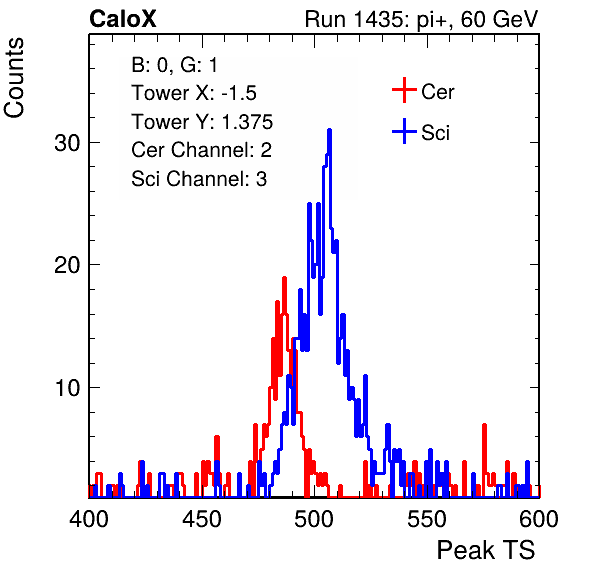 CaloX Run 1435: pi+, 60 GeV
Counts
B: 0, G: 1
Tower X: -1.5
Tower Y: 1.375
Cer Channel: 2
Sci Channel: 3
Cer
Sci
30
20
10
400 450 500 550 600
Peak TS